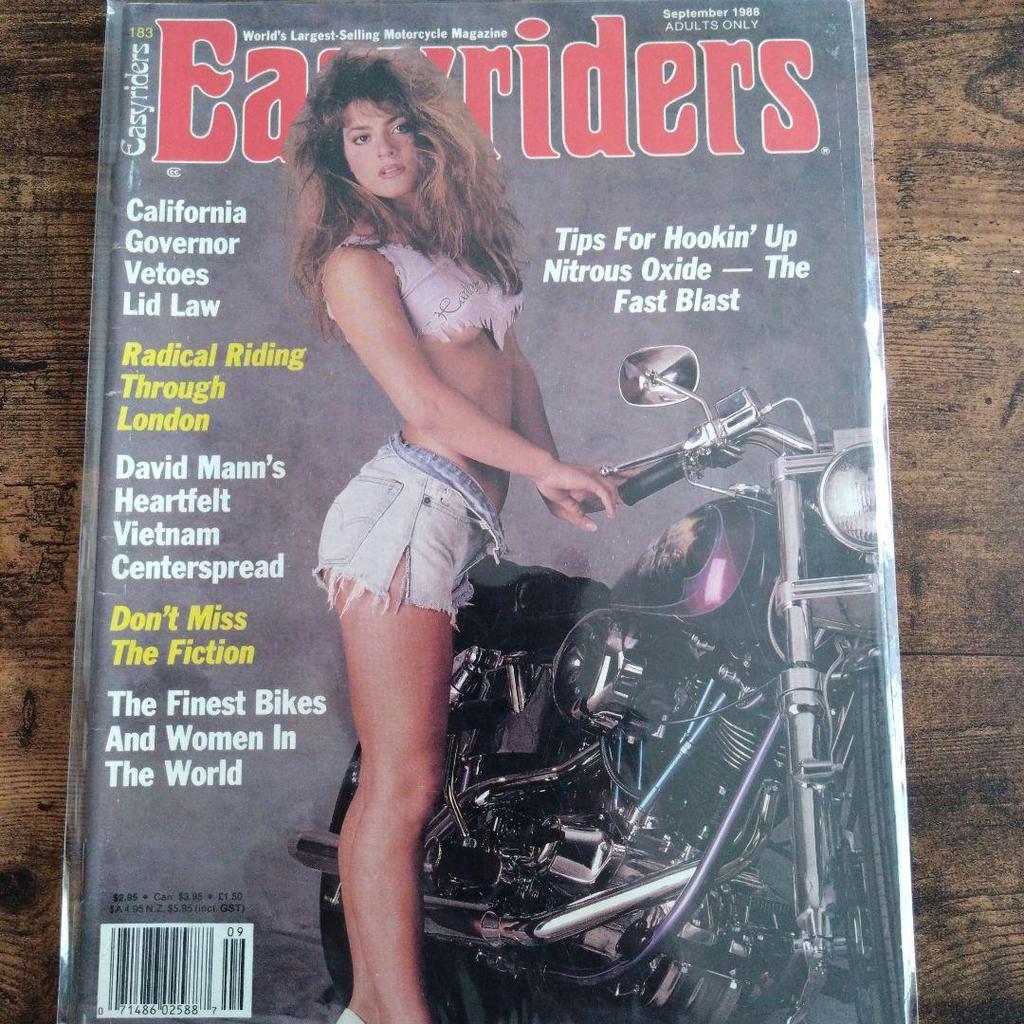 183
Easyriders
World's Largest-Selling Motorcycle Magazine
September 1988
ADULTS ONLY
Easyriders®
California
Governor
Vetoes
Lid Law
Tips For Hookin' Up
Nitrous Oxide — The
Fast Blast
Radical Riding
Through
London
David Mann's
Heartfelt
Vietnam
Centerspread
Don't Miss
The Fiction
The Finest Bikes
And Women In
The World
$2.95 • Can. $3.95 • £1.50
$A 4.95 N.Z. $5.95 (incl. GST)
09
0 71486 02588 7